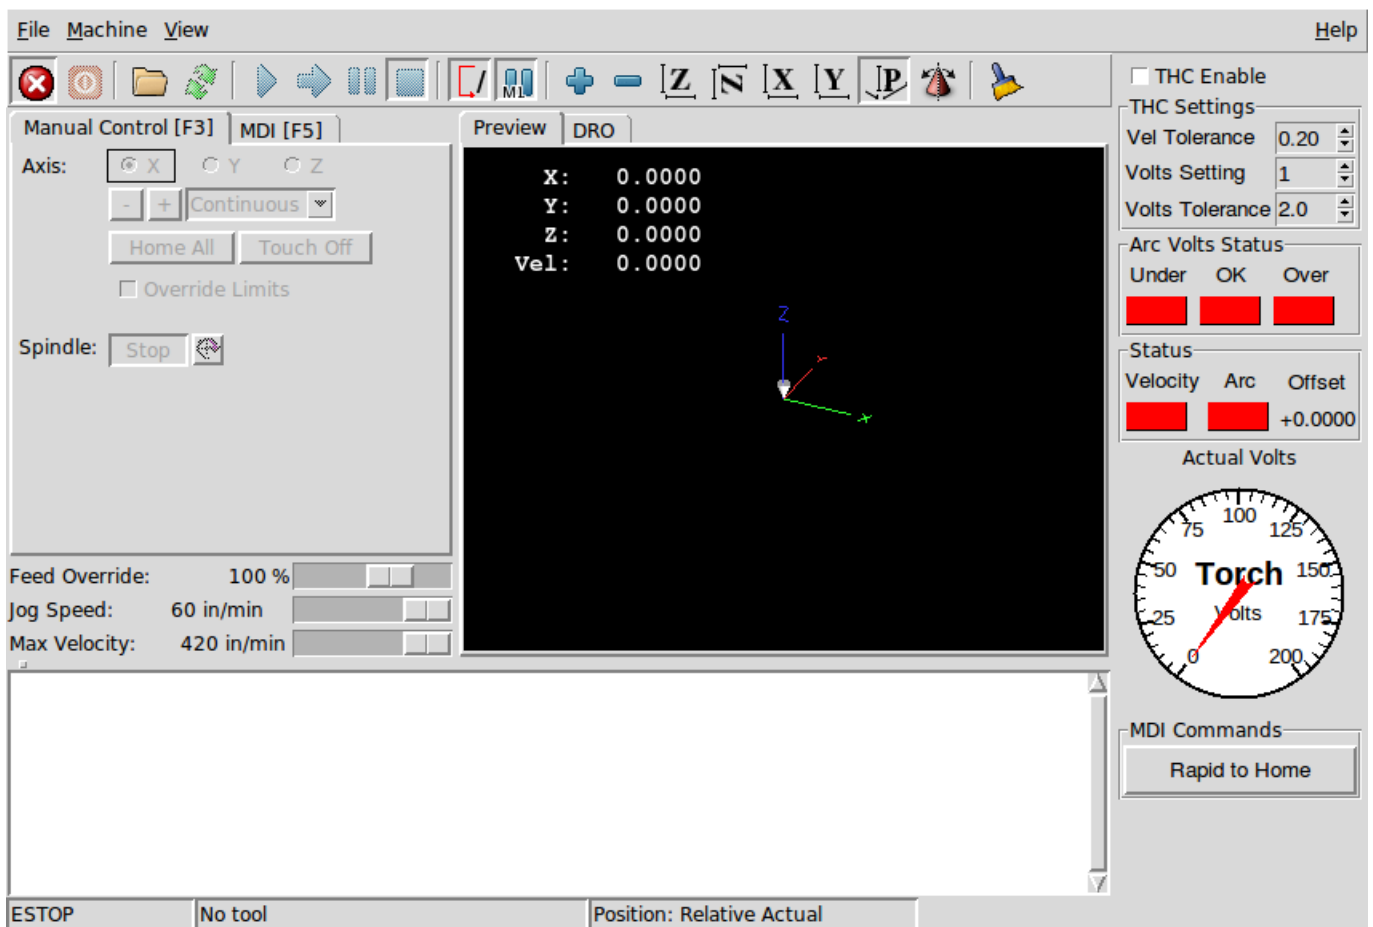 File Machine View Help
Z N X Y P
M1
THC Enable
THC Settings
Vel Tolerance 0.20
Volts Setting 1
Volts Tolerance 2.0
Arc Volts Status
Under OK Over
Status
Velocity Arc Offset
+0.0000
Actual Volts
75 100 125
50 Torch 150
25 Volts 175
0 200
MDI Commands
Rapid to Home
Manual Control [F3] MDI [F5]
Axis: X Y Z
- + Continuous
Home All Touch Off
Override Limits
Spindle: Stop
Feed Override: 100 %
Jog Speed: 60 in/min
Max Velocity: 420 in/min
Preview DRO
X: 0.0000
Y: 0.0000
Z: 0.0000
Vel: 0.0000
Z
Y
X
ESTOP No tool Position: Relative Actual